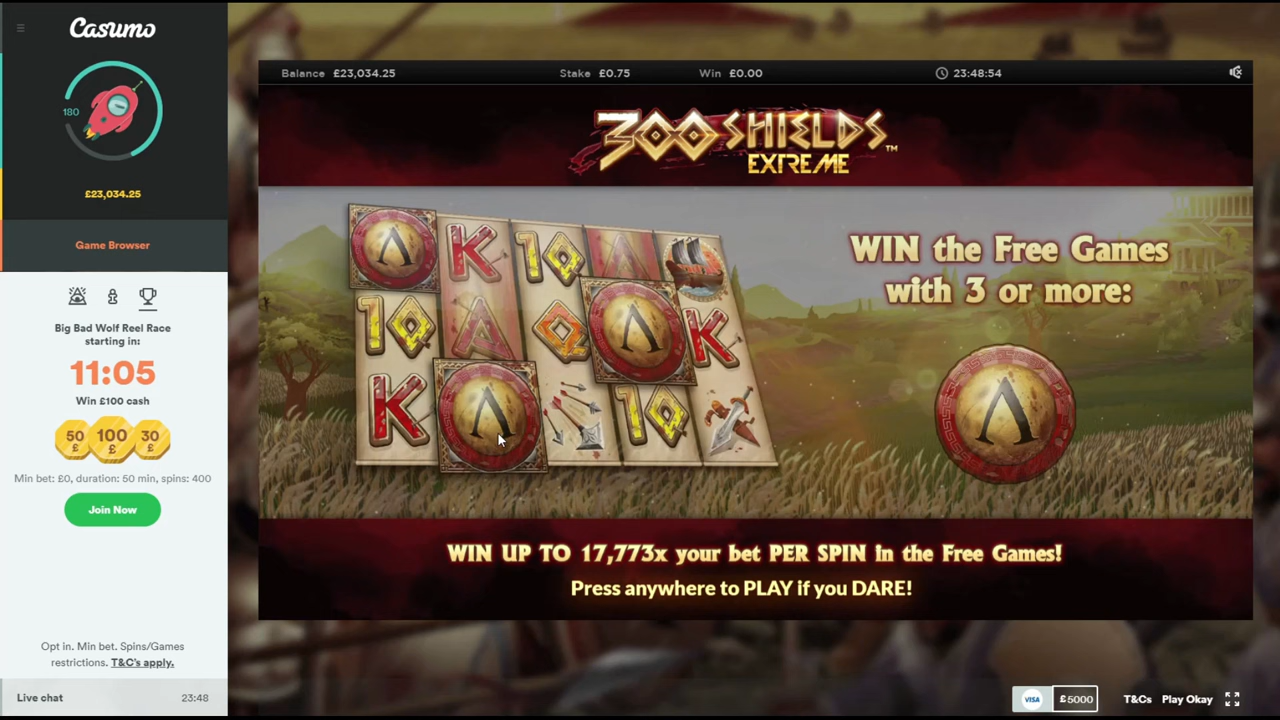 Casumo
180
£23,034.25
Game Browser
Big Bad Wolf Reel Race
starting in:
11:05
Win £100 cash
50 £
100 £
30 £
Min bet: £0, duration: 50 min, spins: 400
Join Now
Opt in. Min bet. Spins/Games
restrictions. T&C's apply.
Live chat 23:48
Balance £23,034.25 Stake £0.75 Win £0.00 23:48:54
300 SHIELDS™
EXTREME
Λ K 10 A
10 A Q Λ K
K Λ 10
WIN the Free Games
with 3 or more:
Λ
WIN UP TO 17,773x your bet PER SPIN in the Free Games!
Press anywhere to PLAY if you DARE!
VISA £5000 T&Cs Play Okay